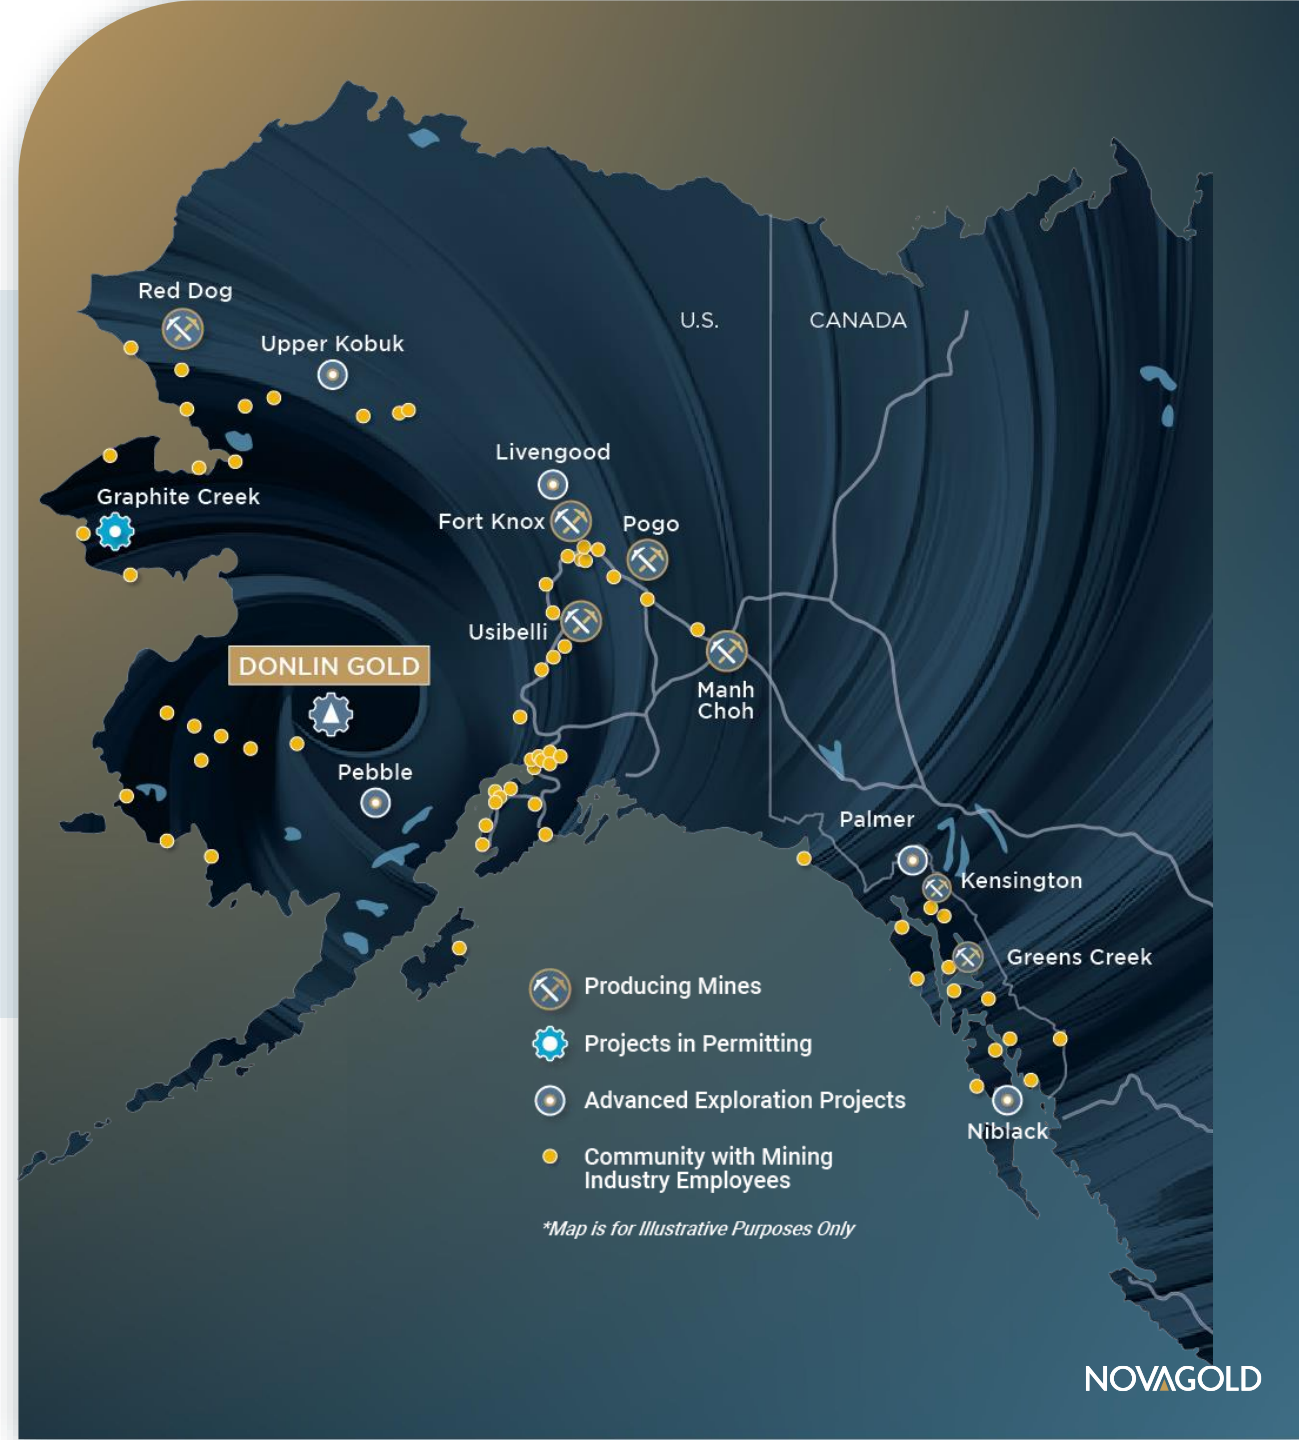 Red Dog
Upper Kobuk
U.S.
CANADA
Livengood
Graphite Creek
Fort Knox
Pogo
Usibelli
DONLIN GOLD
Manh
Choh
Pebble
Palmer
Kensington
Greens Creek
Producing Mines
Projects in Permitting
Advanced Exploration Projects
Niblack
Community with Mining
Industry Employees
*Map is for Illustrative Purposes Only
NOVAGOLD